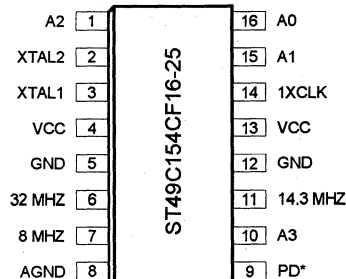 A2 1 16 A0
XTAL2 2 15 A1
XTAL1 3 14 1XCLK
VCC 4 13 VCC
GND 5 12 GND
32 MHZ 6 11 14.3 MHZ
8 MHZ 7 10 A3
AGND 8 9 PD*
ST49C154CF16-25